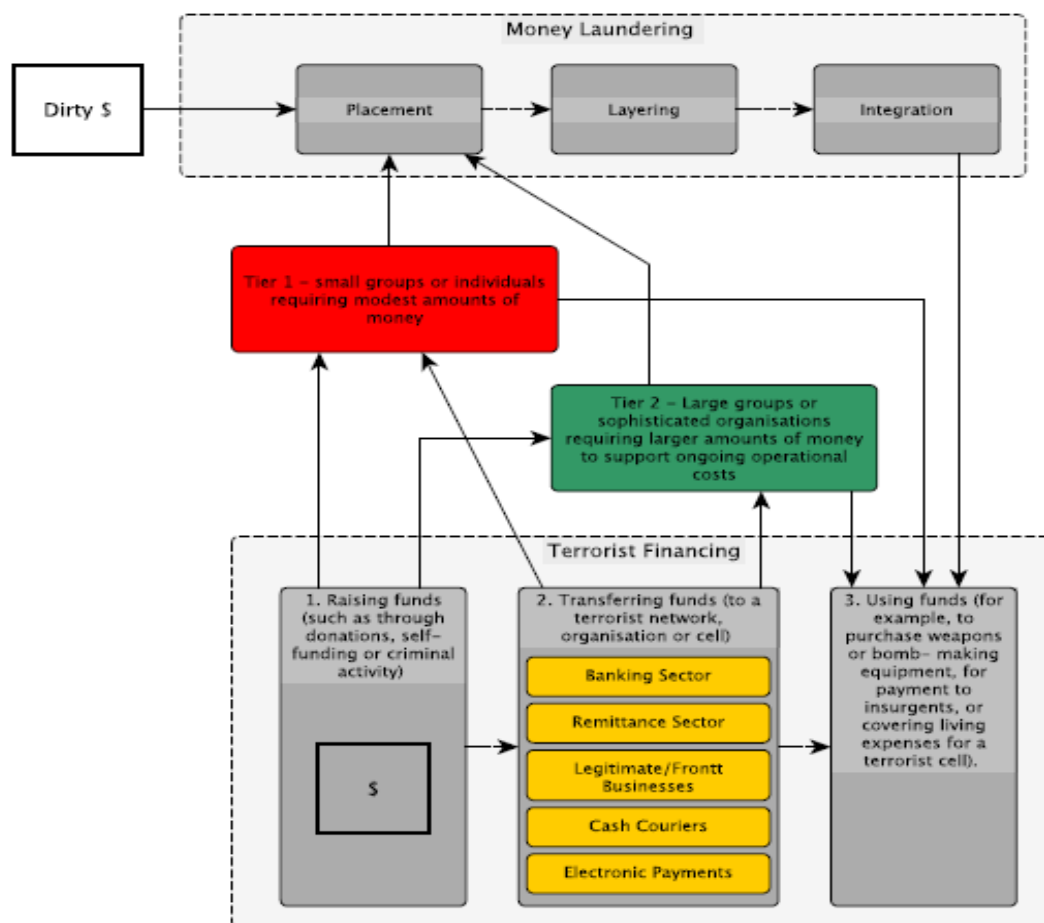 Money Laundering
Dirty $
Placement
Layering
Integration
Tier 1 – small groups or individuals
requiring modest amounts of
money
Tier 2 – Large groups or
sophisticated organisations
requiring larger amounts of money
to support ongoing operational
costs
Terrorist Financing
1. Raising funds
(such as through
donations, self–
funding or criminal
activity)
$
2. Transferring funds (to a
terrorist network,
organisation or cell)
Banking Sector
Remittance Sector
Legitimate/Frontt
Businesses
Cash Couriers
Electronic Payments
3. Using funds (for
example, to
purchase weapons
or bomb– making
equipment, for
payment to
insurgents, or
covering living
expenses for a
terrorist cell).